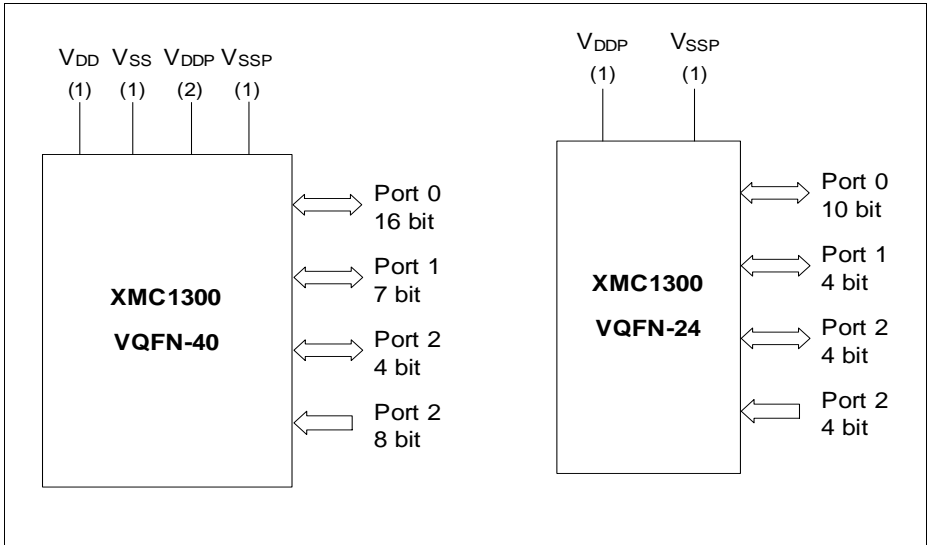 VDD VSS VDDP VSSP
(1) (1) (2) (1)
XMC1300
VQFN-40
Port 0
16 bit
Port 1
7 bit
Port 2
4 bit
Port 2
8 bit
VDDP VSSP
(1) (1)
XMC1300
VQFN-24
Port 0
10 bit
Port 1
4 bit
Port 2
4 bit
Port 2
4 bit